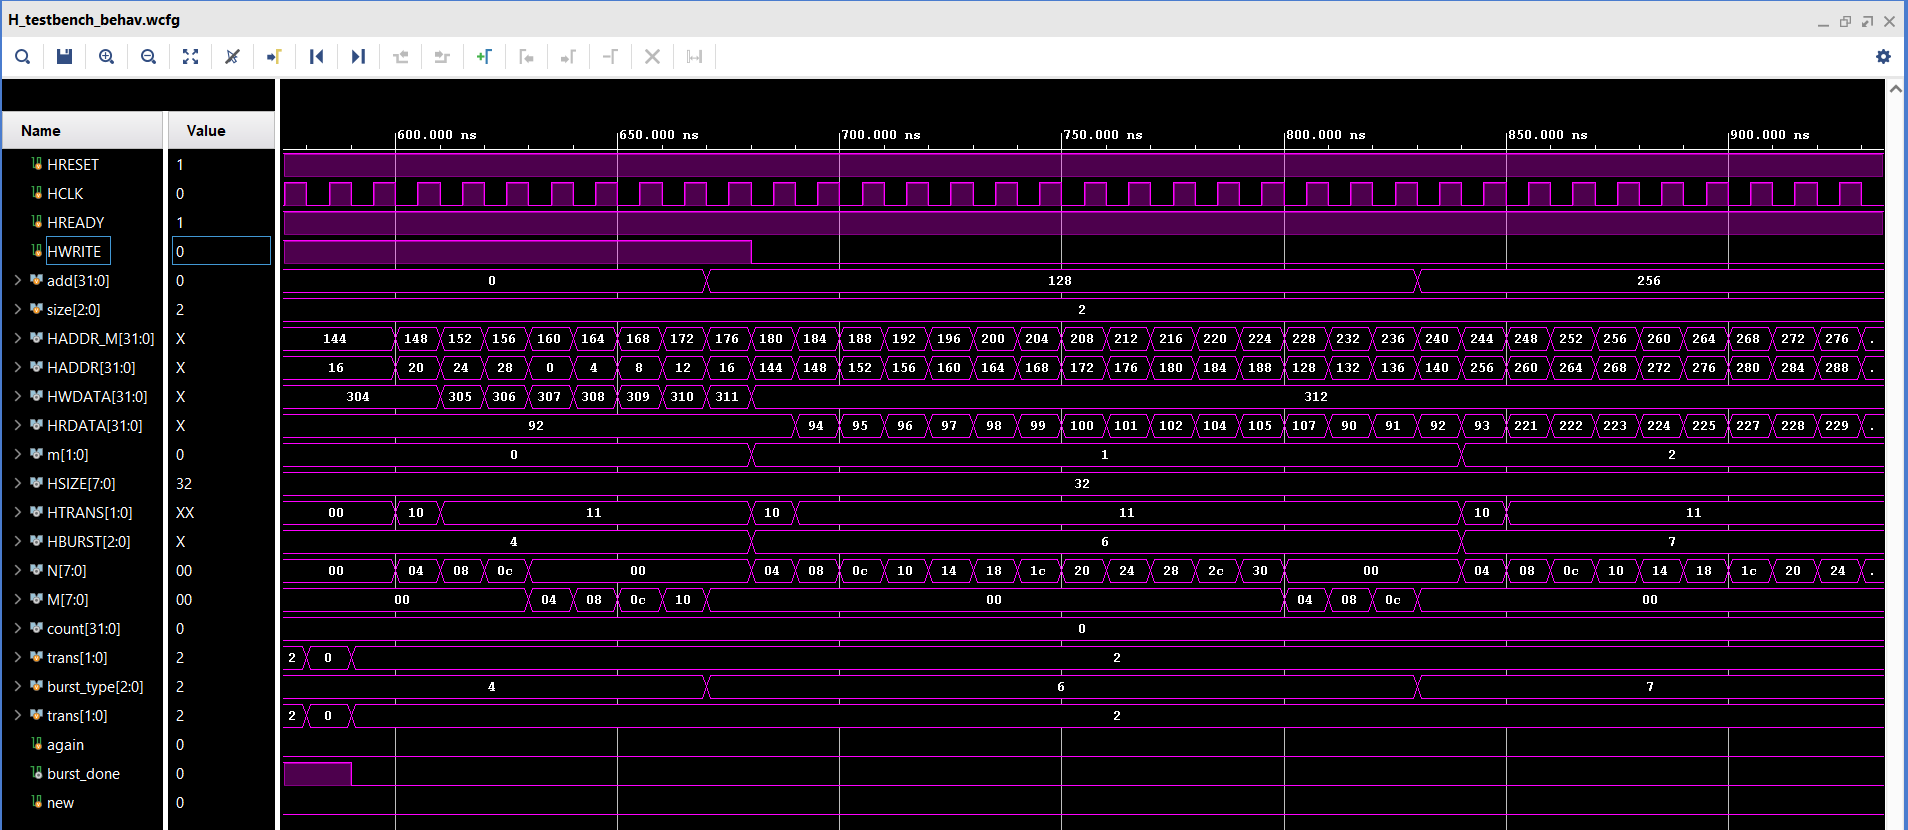 H_testbench_behav.wcfg
Name Value
600.000 ns 650.000 ns 700.000 ns 750.000 ns 800.000 ns 850.000 ns 900.000 ns
HRESET 1
HCLK 0
HREADY 1
HWRITE 0
add[31:0] 0 0 128 256
size[2:0] 2 2
HADDR_M[31:0] X 144 148 152 156 160 164 168 172 176 180 184 188 192 196 200 204 208 212 216 220 224 228 232 236 240 244 248 252 256 260 264 268 272 276 .
HADDR[31:0] X 16 20 24 28 0 4 8 12 16 144 148 152 156 160 164 168 172 176 180 184 188 128 132 136 140 256 260 264 268 272 276 280 284 288 .
HWDATA[31:0] X 304 305 306 307 308 309 310 311 312
HRDATA[31:0] X 92 94 95 96 97 98 99 100 101 102 104 105 107 90 91 92 93 221 222 223 224 225 227 228 229 .
m[1:0] 0 0 1 2
HSIZE[7:0] 32 32
HTRANS[1:0] XX 00 10 11 10 11 10 11
HBURST[2:0] X 4 6 7
N[7:0] 00 00 04 08 0c 00 04 08 0c 10 14 18 1c 20 24 28 2c 30 00 04 08 0c 10 14 18 1c 20 24 .
M[7:0] 00 00 04 08 0c 10 00 04 08 0c 00
count[31:0] 0 0
trans[1:0] 2 2 0 2
burst_type[2:0] 2 4 6 7
trans[1:0] 2 2 0 2
again 0
burst_done 0
new 0